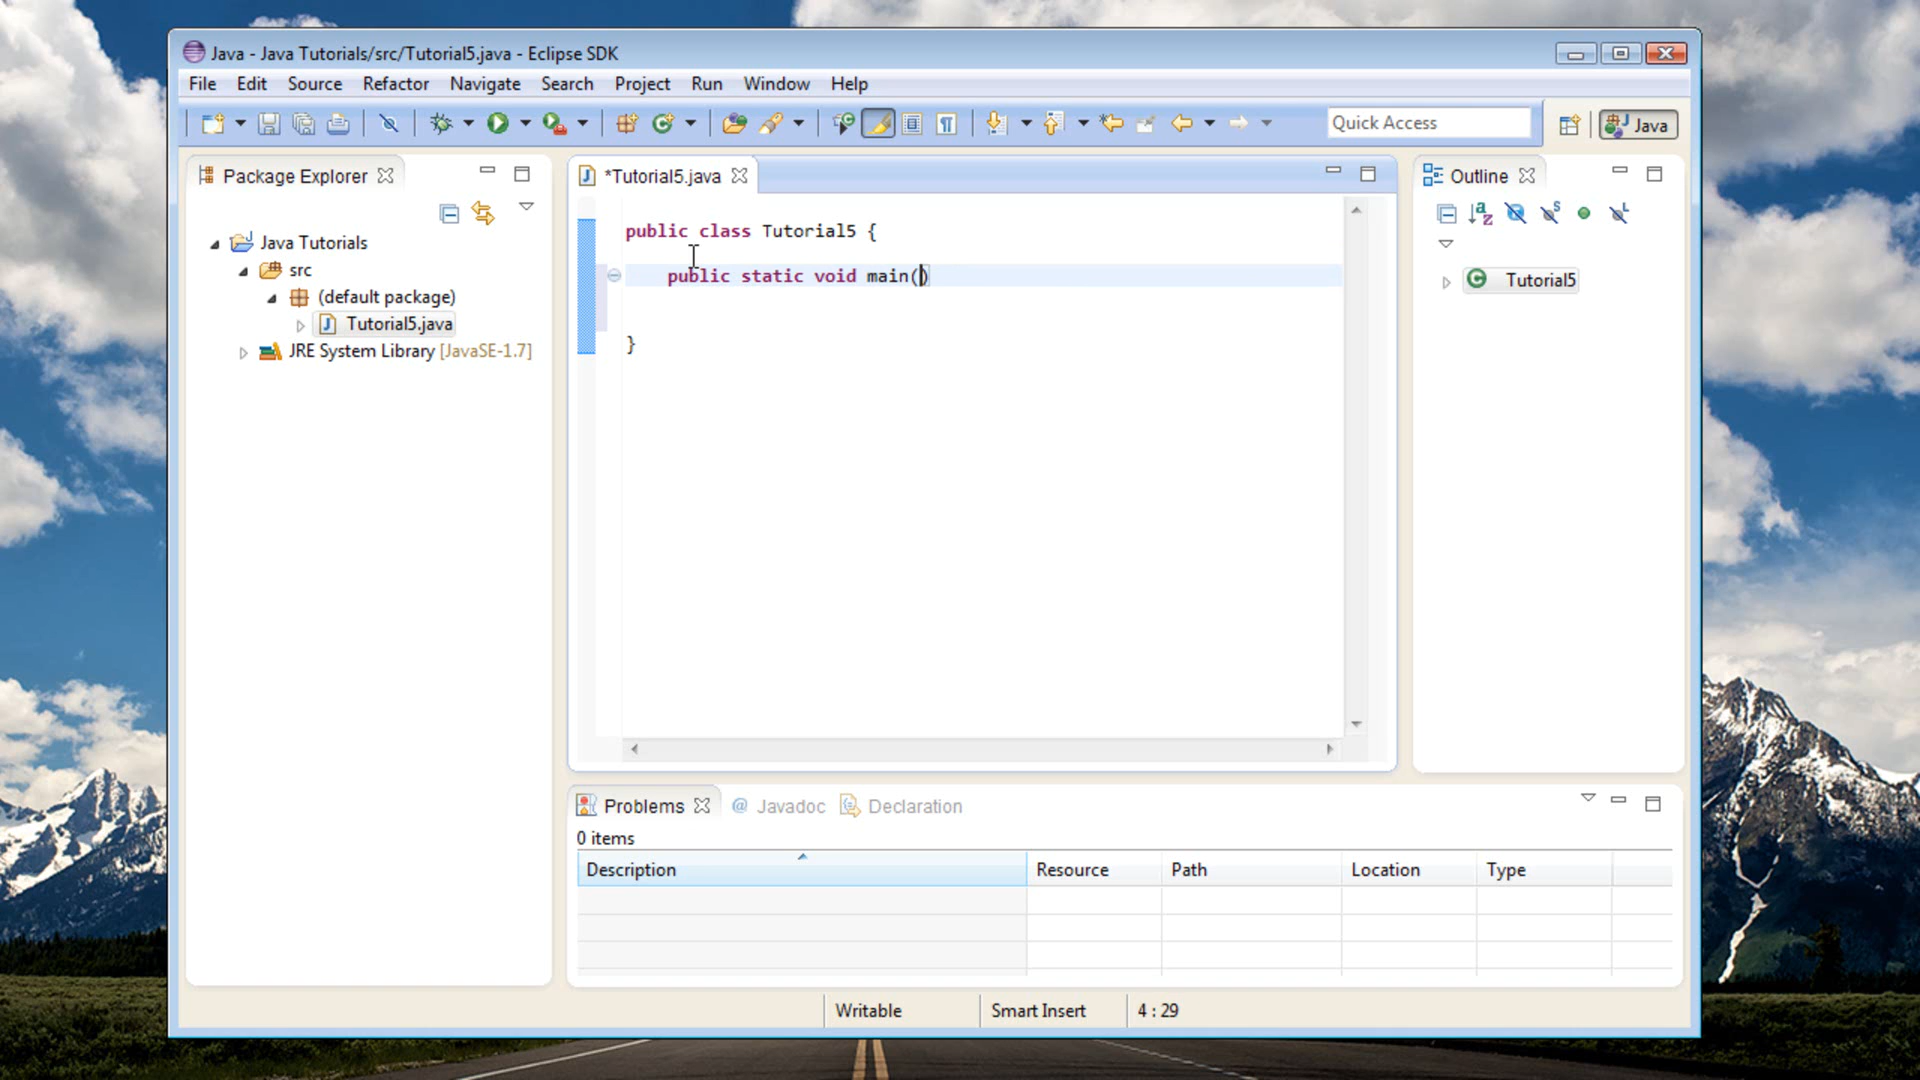 Java - Java Tutorials/src/Tutorial5.java - Eclipse SDK
File Edit Source Refactor Navigate Search Project Run Window Help
Quick Access
Java
Package Explorer
*Tutorial5.java
Outline
Java Tutorials
src
(default package)
Tutorial5.java
JRE System Library [JavaSE-1.7]
public class Tutorial5 {
public static void main()
}
Tutorial5
Problems @ Javadoc Declaration
0 items
Description Resource Path Location Type
Writable Smart Insert 4 : 29